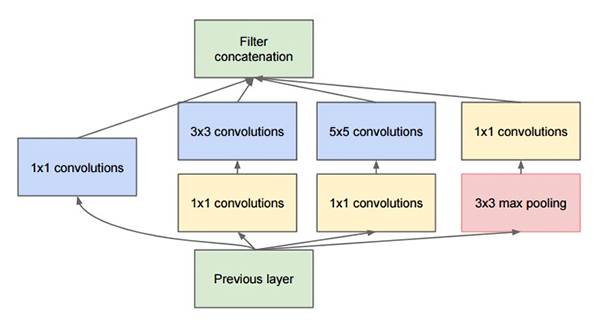 Filter
concatenation
3x3 convolutions
5x5 convolutions
1x1 convolutions
1x1 convolutions
1x1 convolutions
1x1 convolutions
3x3 max pooling
Previous layer